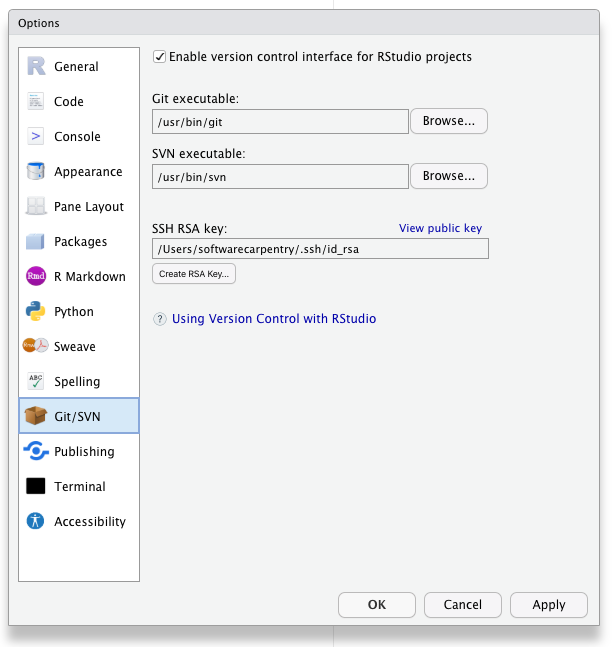 Options
General
Code
Console
Appearance
Pane Layout
Packages
Rmd
R Markdown
Python
Sweave
ABC
Spelling
Git/SVN
Publishing
Terminal
Accessibility
Enable version control interface for RStudio projects
Git executable:
/usr/bin/git
Browse...
SVN executable:
/usr/bin/svn
Browse...
SSH RSA key:
View public key
/Users/softwarecarpentry/.ssh/id_rsa
Create RSA Key...
? Using Version Control with RStudio
OK
Cancel
Apply